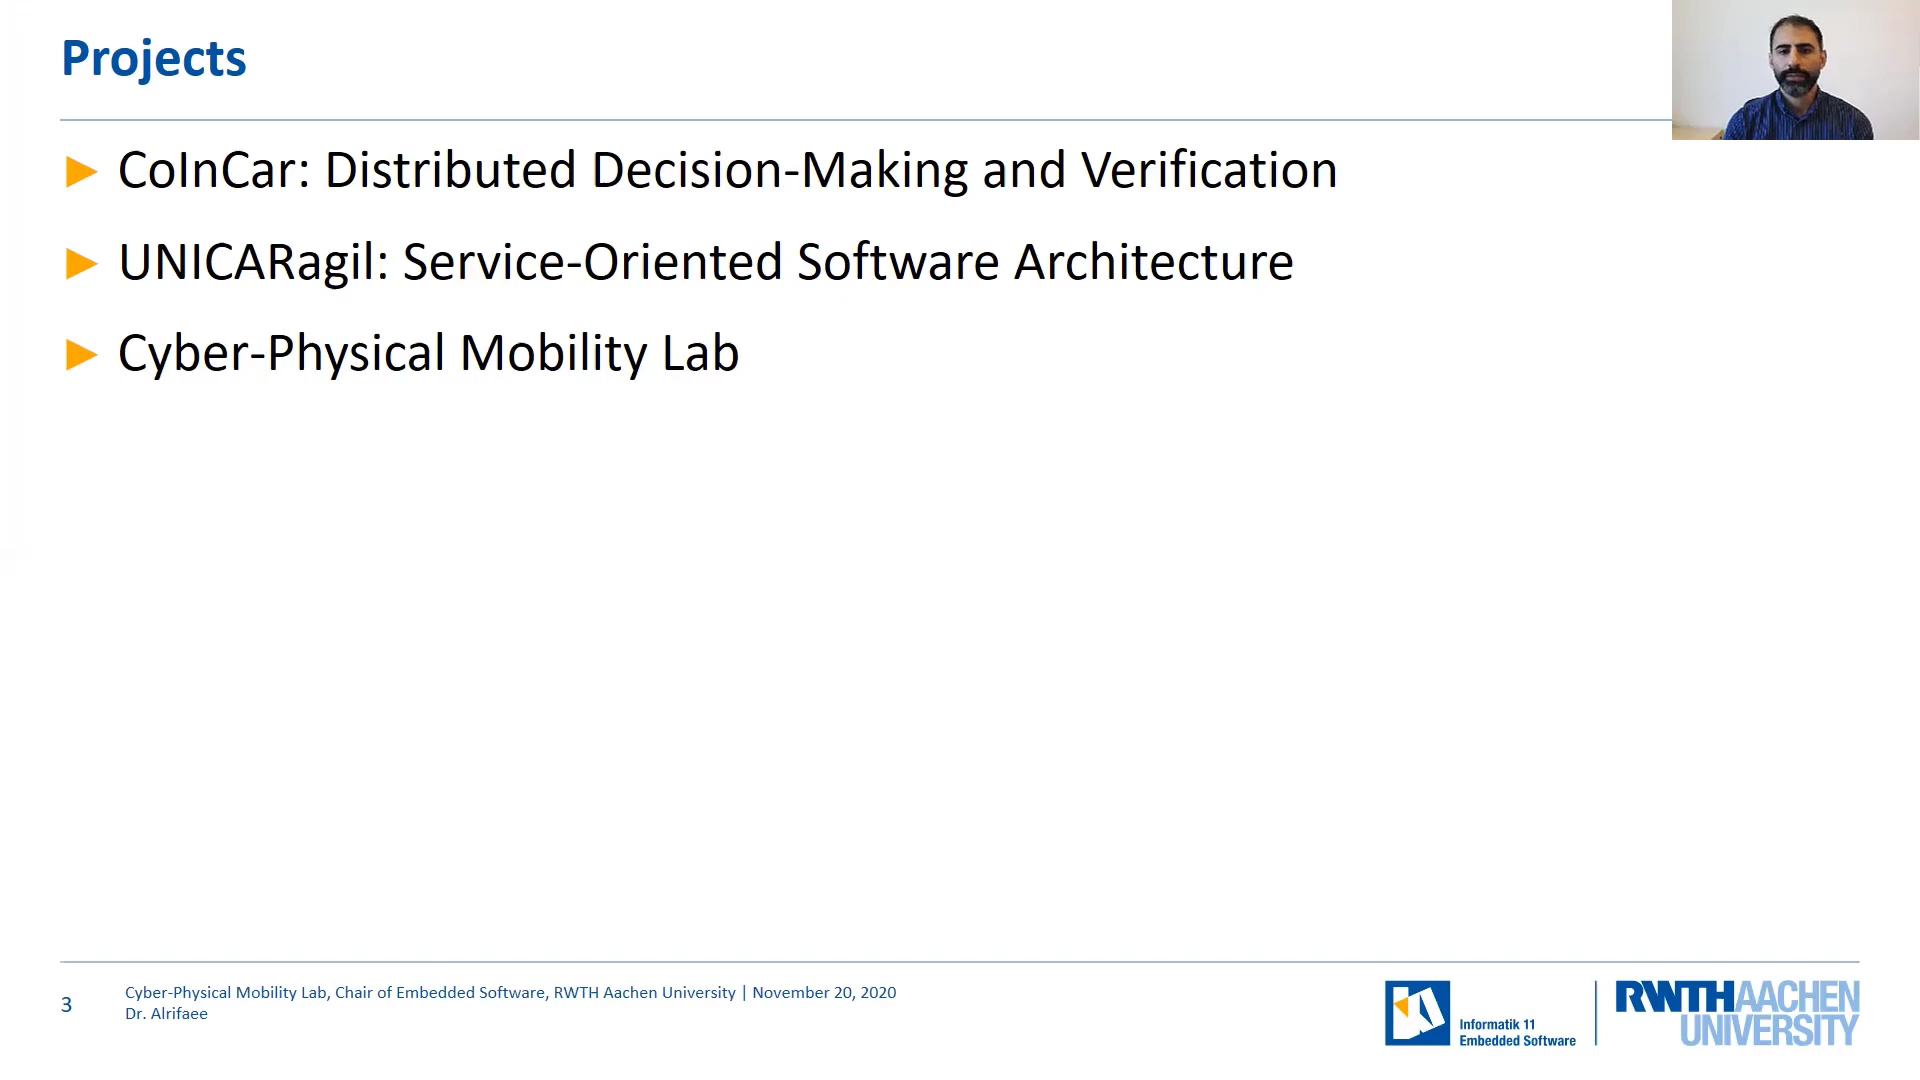 Projects
► CoInCar: Distributed Decision-Making and Verification
► UNICARagil: Service-Oriented Software Architecture
► Cyber-Physical Mobility Lab
3
Cyber-Physical Mobility Lab, Chair of Embedded Software, RWTH Aachen University | November 20, 2020
Dr. Alrifaee
Informatik 11
Embedded Software
RWTHAACHEN
UNIVERSITY